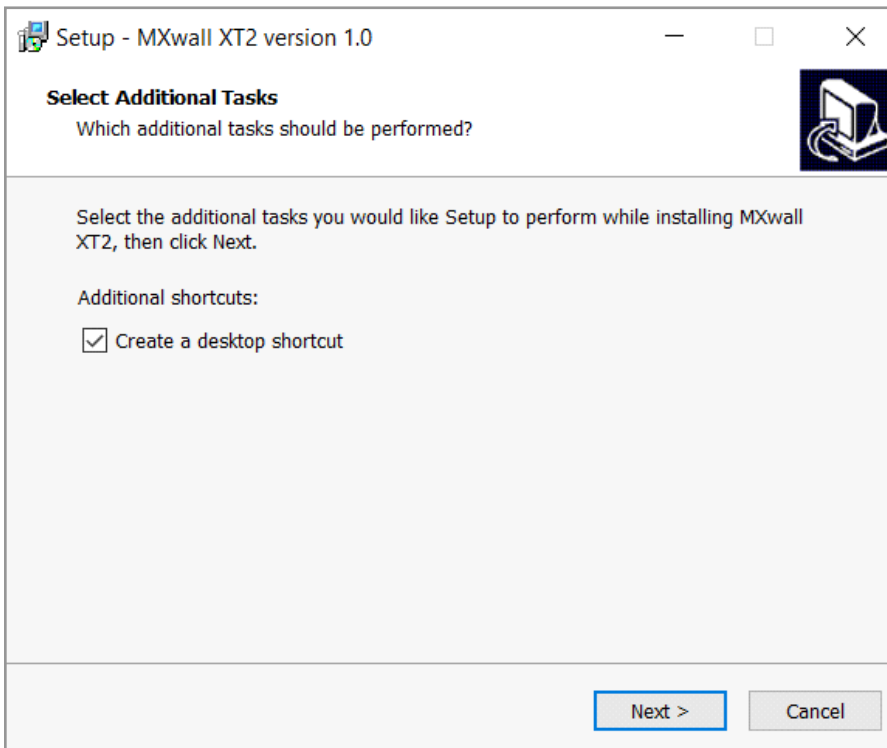 Setup - MXwall XT2 version 1.0
Select Additional Tasks
Which additional tasks should be performed?
Select the additional tasks you would like Setup to perform while installing MXwall
XT2, then click Next.
Additional shortcuts:
Create a desktop shortcut
Next >
Cancel